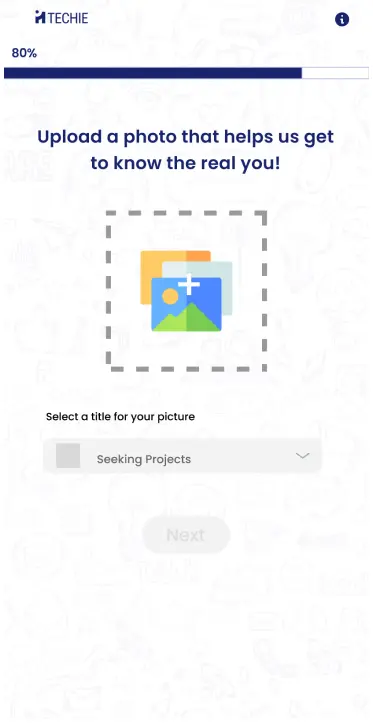 TECHIE
80%
Upload a photo that helps us get
to know the real you!
Select a title for your picture
Seeking Projects
Next